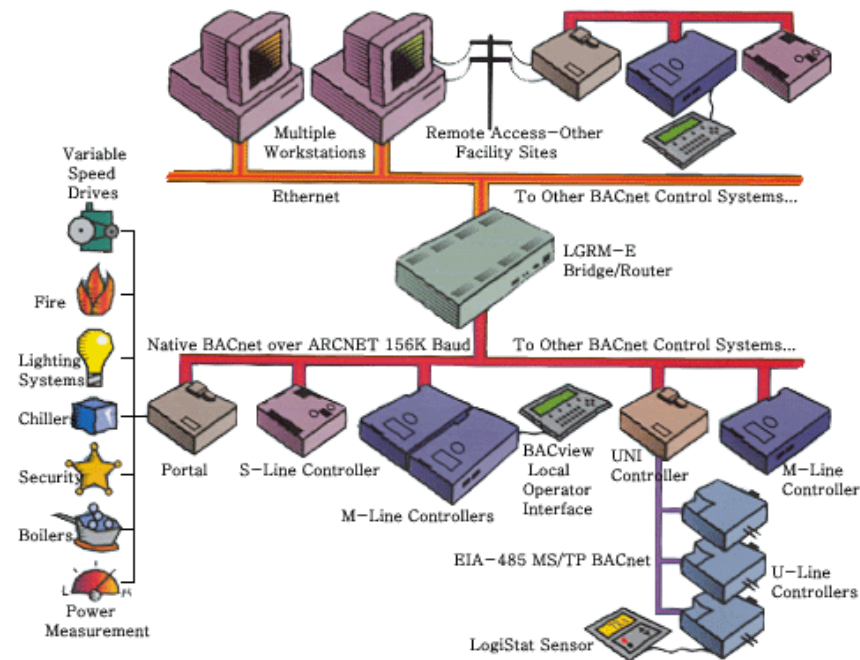 Multiple
Workstations
Remote Access-Other
Facility Sites
Variable
Speed
Drives
Ethernet
To Other BACnet Control Systems...
LGRM-E
Bridge/Router
Fire
Native BACnet over ARCNET 156K Baud
To Other BACnet Control Systems...
Lighting
Systems
Chiller
Portal
S-Line Controller
M-Line Controllers
BACview
Local
Operator
Interface
UNI
Controller
M-Line
Controller
Security
Boilers
EIA-485 MS/TP BACnet
U-Line
Controllers
L
Power
Measurement
LogiStat Sensor